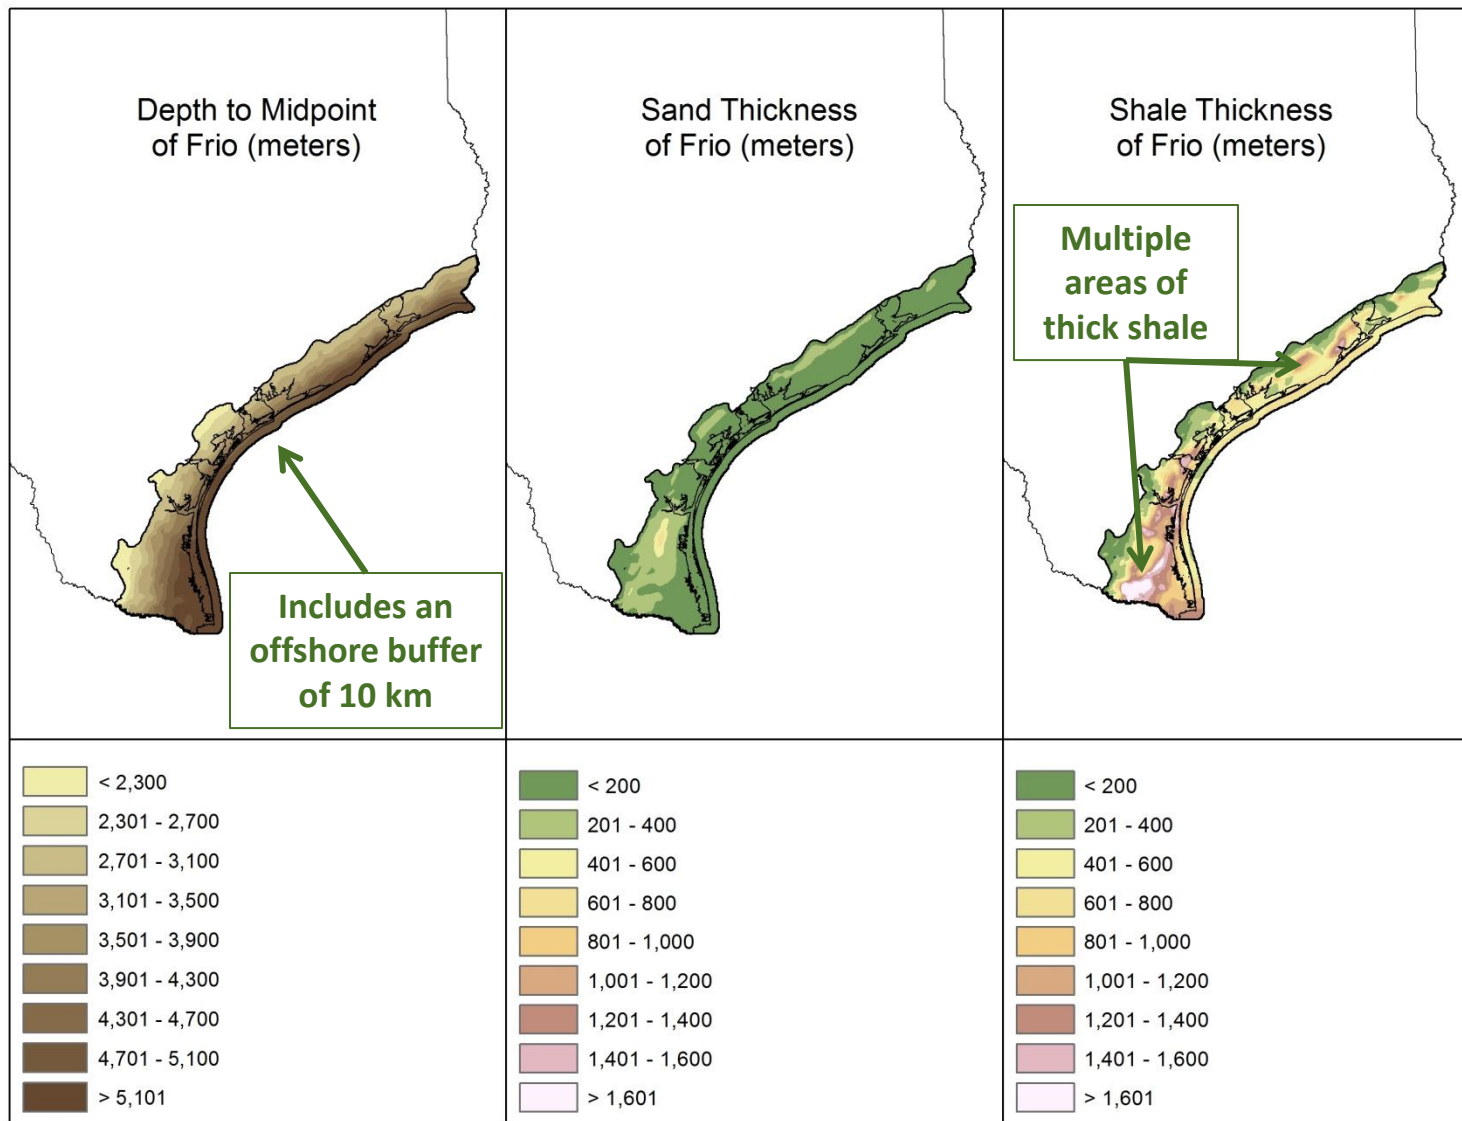 Depth to Midpoint
of Frio (meters)
Includes an
offshore buffer
of 10 km
< 2,300
2,301 - 2,700
2,701 - 3,100
3,101 - 3,500
3,501 - 3,900
3,901 - 4,300
4,301 - 4,700
4,701 - 5,100
> 5,101
Sand Thickness
of Frio (meters)
< 200
201 - 400
401 - 600
601 - 800
801 - 1,000
1,001 - 1,200
1,201 - 1,400
1,401 - 1,600
> 1,601
Shale Thickness
of Frio (meters)
Multiple
areas of
thick shale
< 200
201 - 400
401 - 600
601 - 800
801 - 1,000
1,001 - 1,200
1,201 - 1,400
1,401 - 1,600
> 1,601